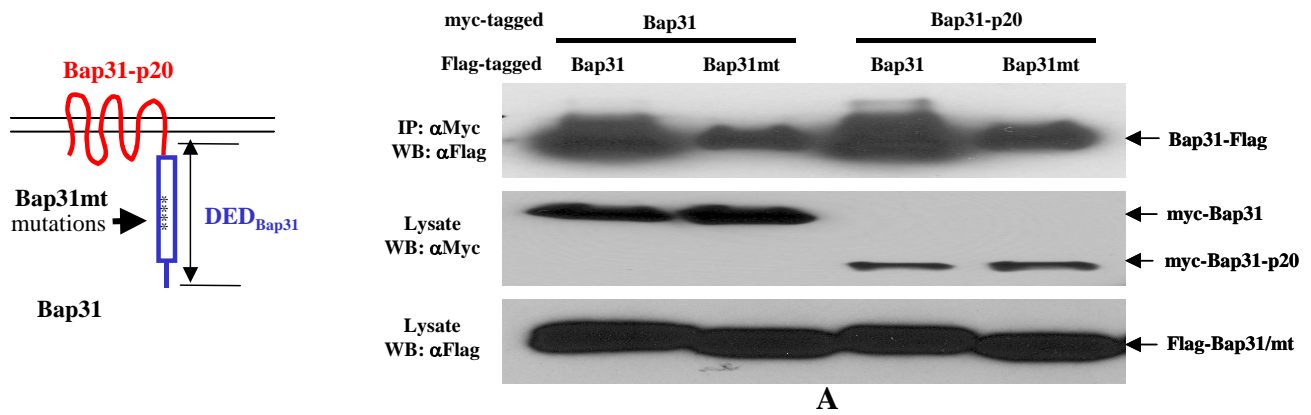 myc-tagged Bap31 Bap31-p20
Flag-tagged Bap31 Bap31mt Bap31 Bap31mt
Bap31-p20
IP: αMyc
WB: αFlag
Bap31-Flag
Bap31mt
mutations
****
DEDBap31
Bap31
Lysate
WB: αMyc
myc-Bap31
myc-Bap31-p20
Lysate
WB: αFlag
Flag-Bap31/mt
A